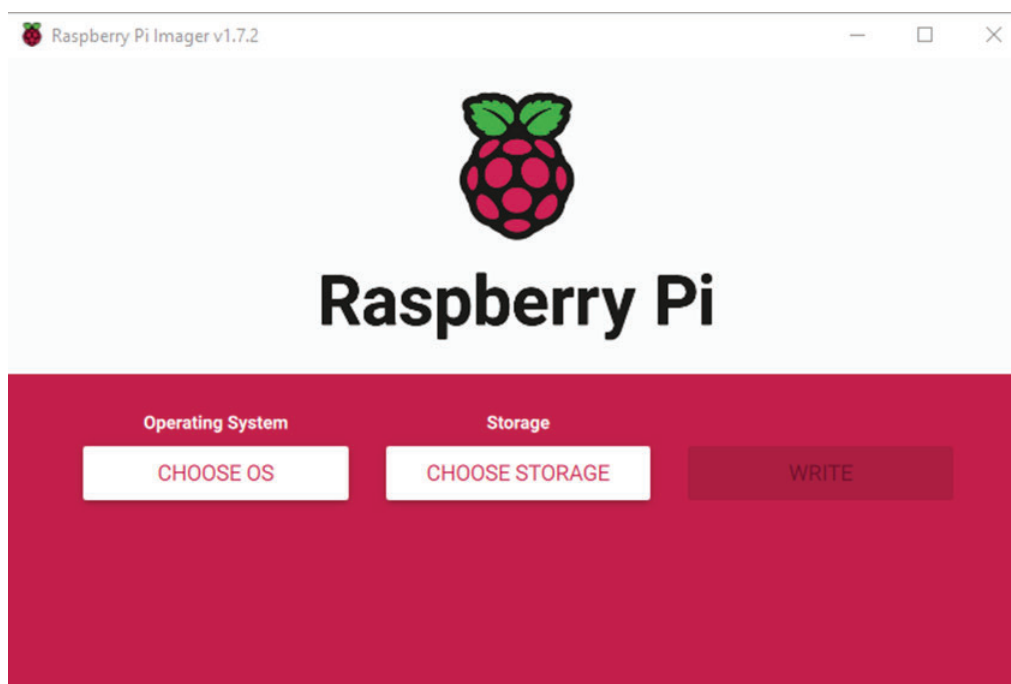 Raspberry Pi Imager v1.7.2
Raspberry Pi
Operating System
Storage
CHOOSE OS
CHOOSE STORAGE
WRITE